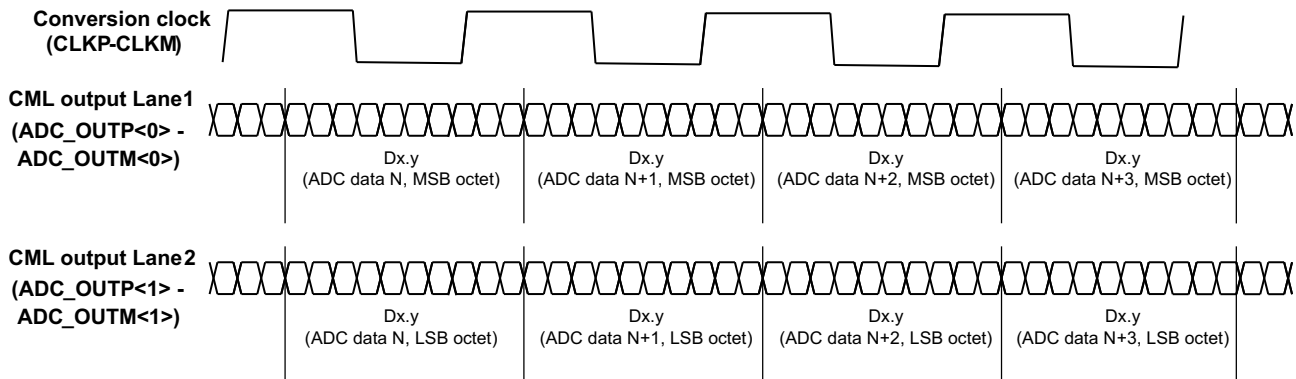 Conversion clock
(CLKP-CLKM)
CML output Lane1
(ADC_OUTP<0> -
ADC_OUTM<0>)
Dx.y
(ADC data N, MSB octet)
Dx.y
(ADC data N+1, MSB octet)
Dx.y
(ADC data N+2, MSB octet)
Dx.y
(ADC data N+3, MSB octet)
CML output Lane2
(ADC_OUTP<1> -
ADC_OUTM<1>)
Dx.y
(ADC data N, LSB octet)
Dx.y
(ADC data N+1, LSB octet)
Dx.y
(ADC data N+2, LSB octet)
Dx.y
(ADC data N+3, LSB octet)